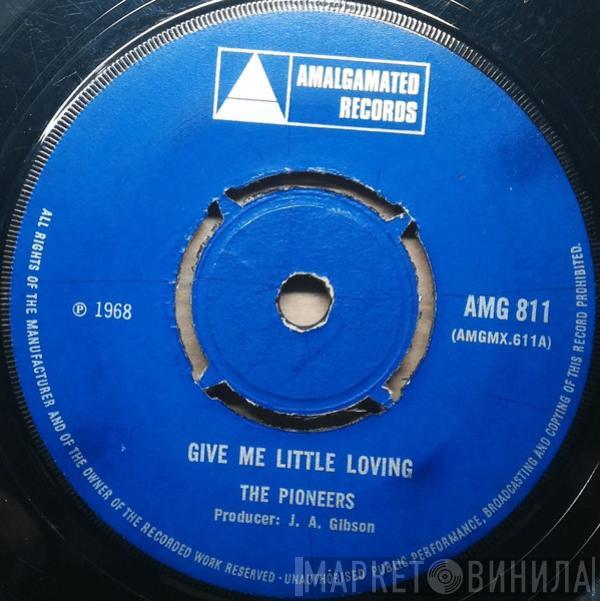 AMALGAMATED
RECORDS
℗ 1968
AMG 811
(AMGMX.611A)
GIVE ME LITTLE LOVING
THE PIONEERS
Producer: J. A. Gibson
ALL RIGHTS OF THE MANUFACTURER AND OF THE OWNER OF THE RECORDED WORK RESERVED · UNAUTHORISED PUBLIC PERFORMANCE, BROADCASTING AND COPYING OF THIS RECORD PROHIBITED.
МАРКЕТ ВИНИЛА